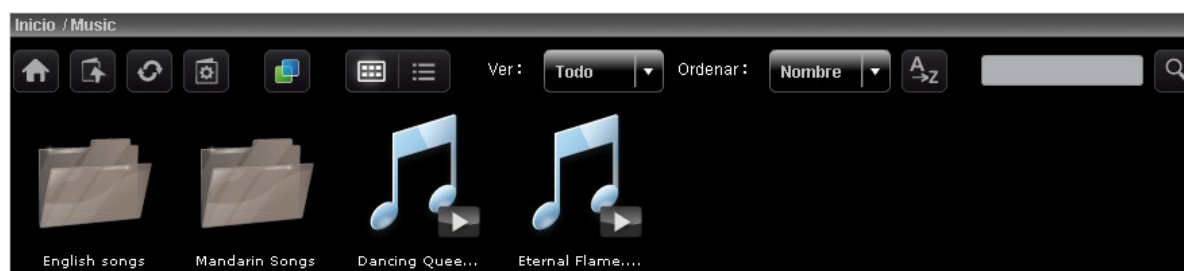 Inicio / Music
Ver: Todo Ordenar: Nombre A→Z
English songs Mandarin Songs Dancing Quee... Eternal Flame....